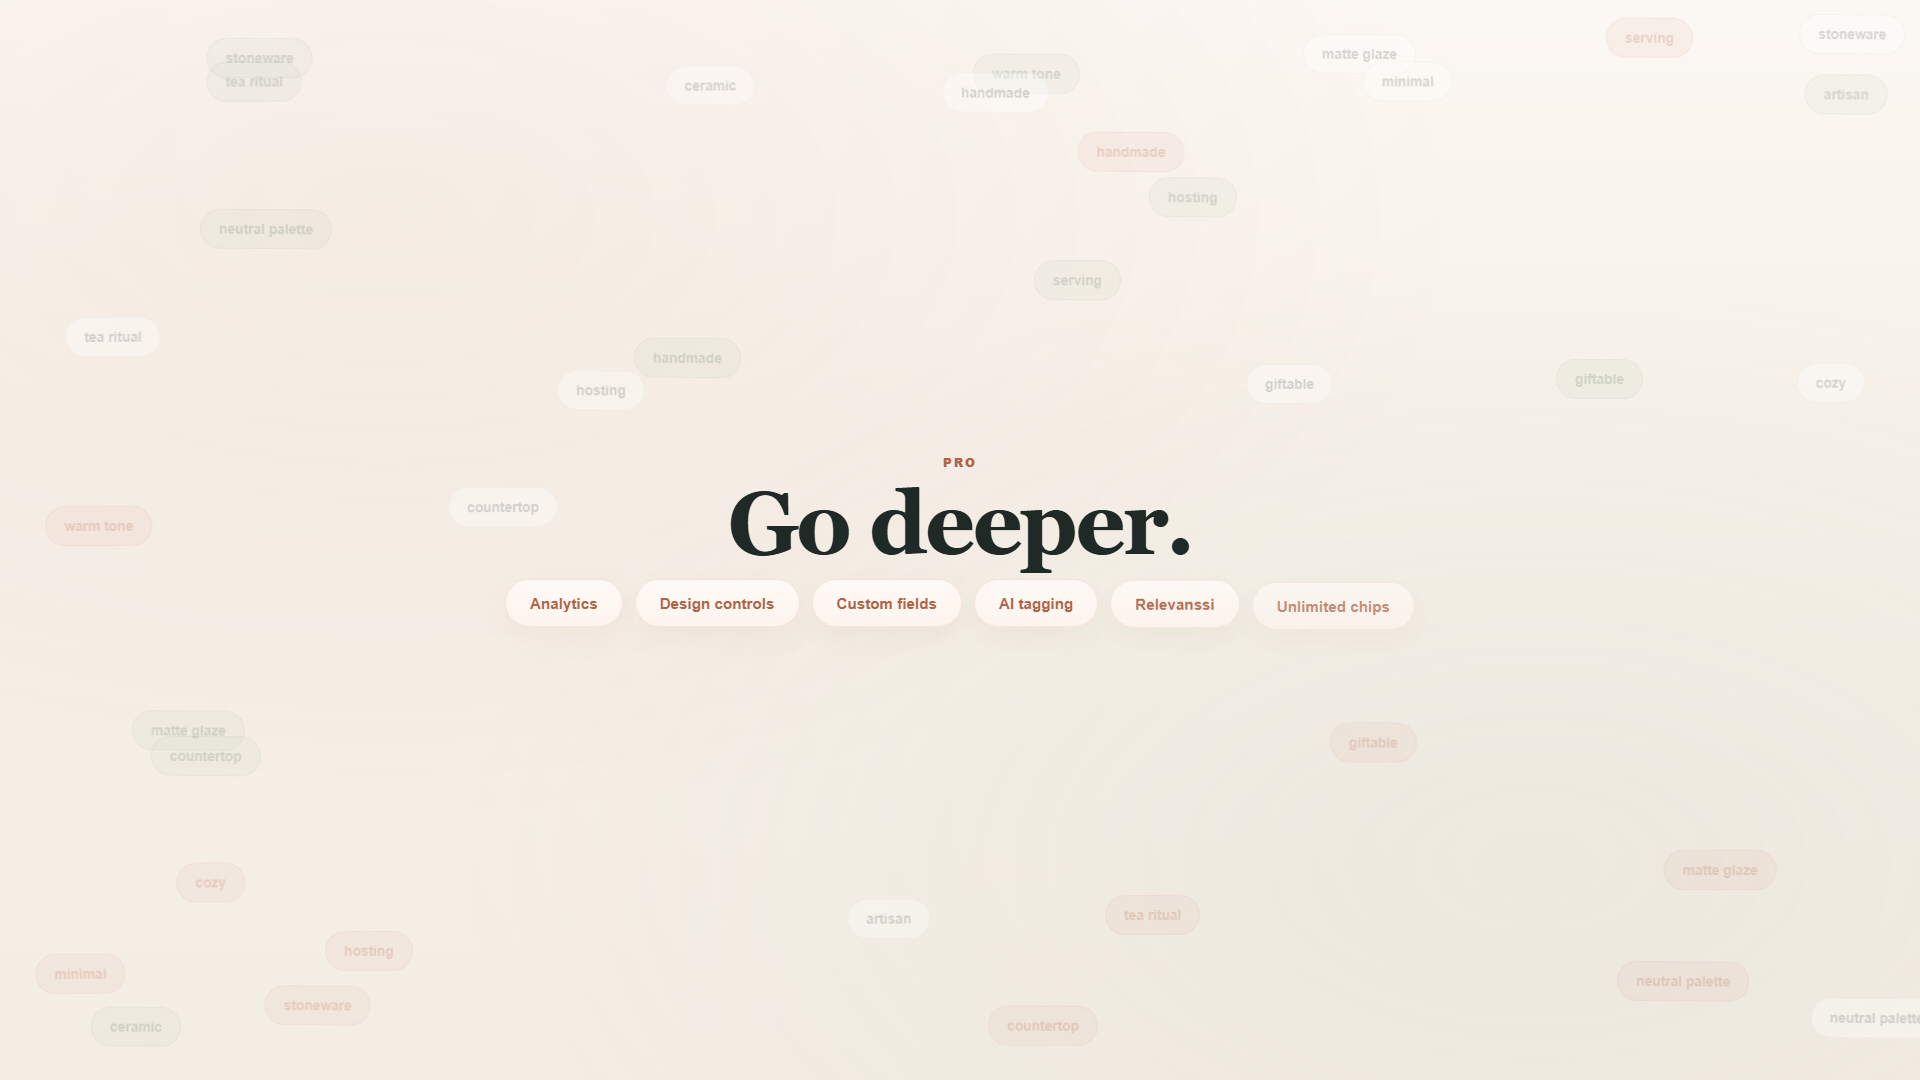 stoneware
serving
stoneware
matte glaze
warm tone
tea ritual
minimal
ceramic
handmade
artisan
handmade
hosting
neutral palette
serving
tea ritual
handmade
giftable
cozy
giftable
hosting
PRO
countertop
Go deeper.
warm tone
Analytics
Design controls
Custom fields
AI tagging
Relevanssi
Unlimited chips
matte glaze
giftable
countertop
matte glaze
cozy
tea ritual
artisan
hosting
minimal
neutral palette
stoneware
neutral palette
countertop
ceramic